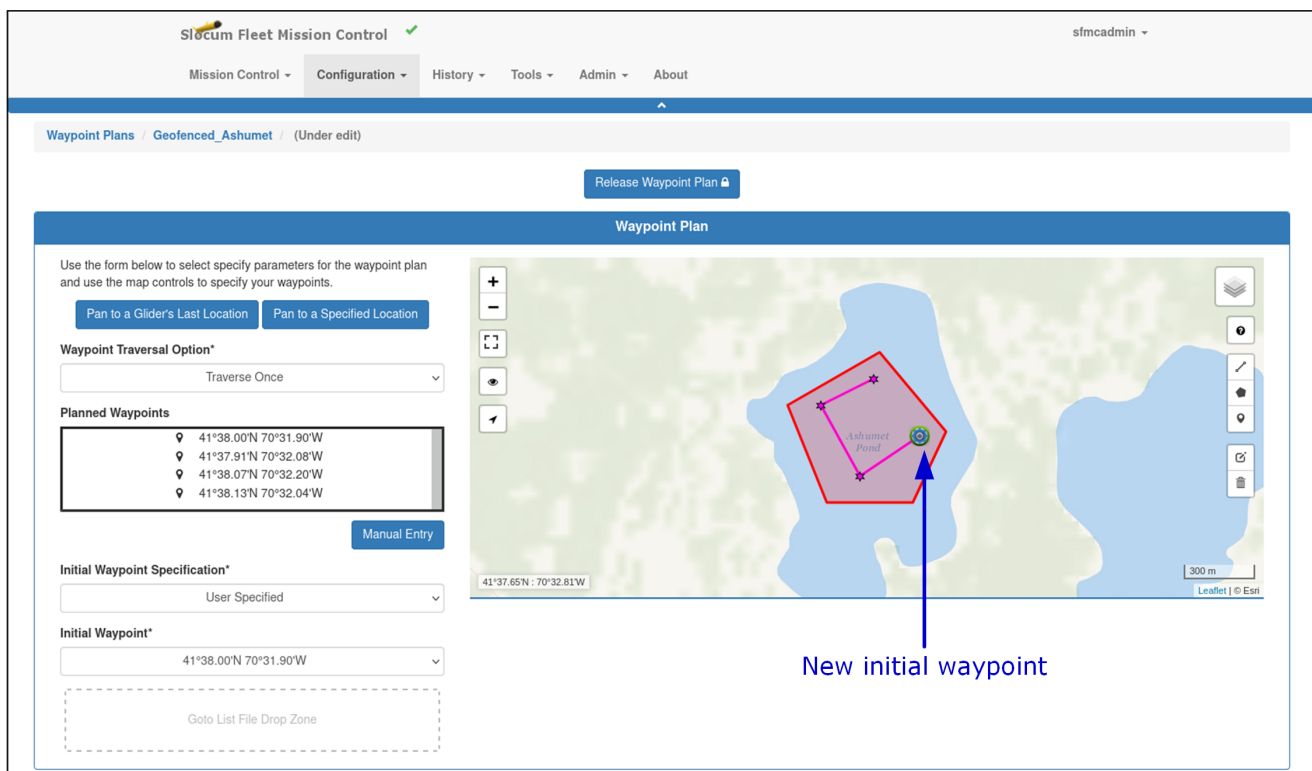 Slocum Fleet Mission Control
sfmcadmin
Mission Control
Configuration
History
Tools
Admin
About
Waypoint Plans / Geofenced_Ashumet / (Under edit)
Release Waypoint Plan
Waypoint Plan
Use the form below to select specify parameters for the waypoint plan
and use the map controls to specify your waypoints.
Pan to a Glider's Last Location
Pan to a Specified Location
Waypoint Traversal Option*
Traverse Once
Planned Waypoints
41°38.00'N 70°31.90'W
41°37.91'N 70°32.08'W
41°38.07'N 70°32.20'W
41°38.13'N 70°32.04'W
Manual Entry
Initial Waypoint Specification*
User Specified
Initial Waypoint*
41°38.00'N 70°31.90'W
Goto List File Drop Zone
+
−
Ashumet
Pond
41°37.65'N : 70°32.81'W
300 m
Leaflet | © Esri
New initial waypoint